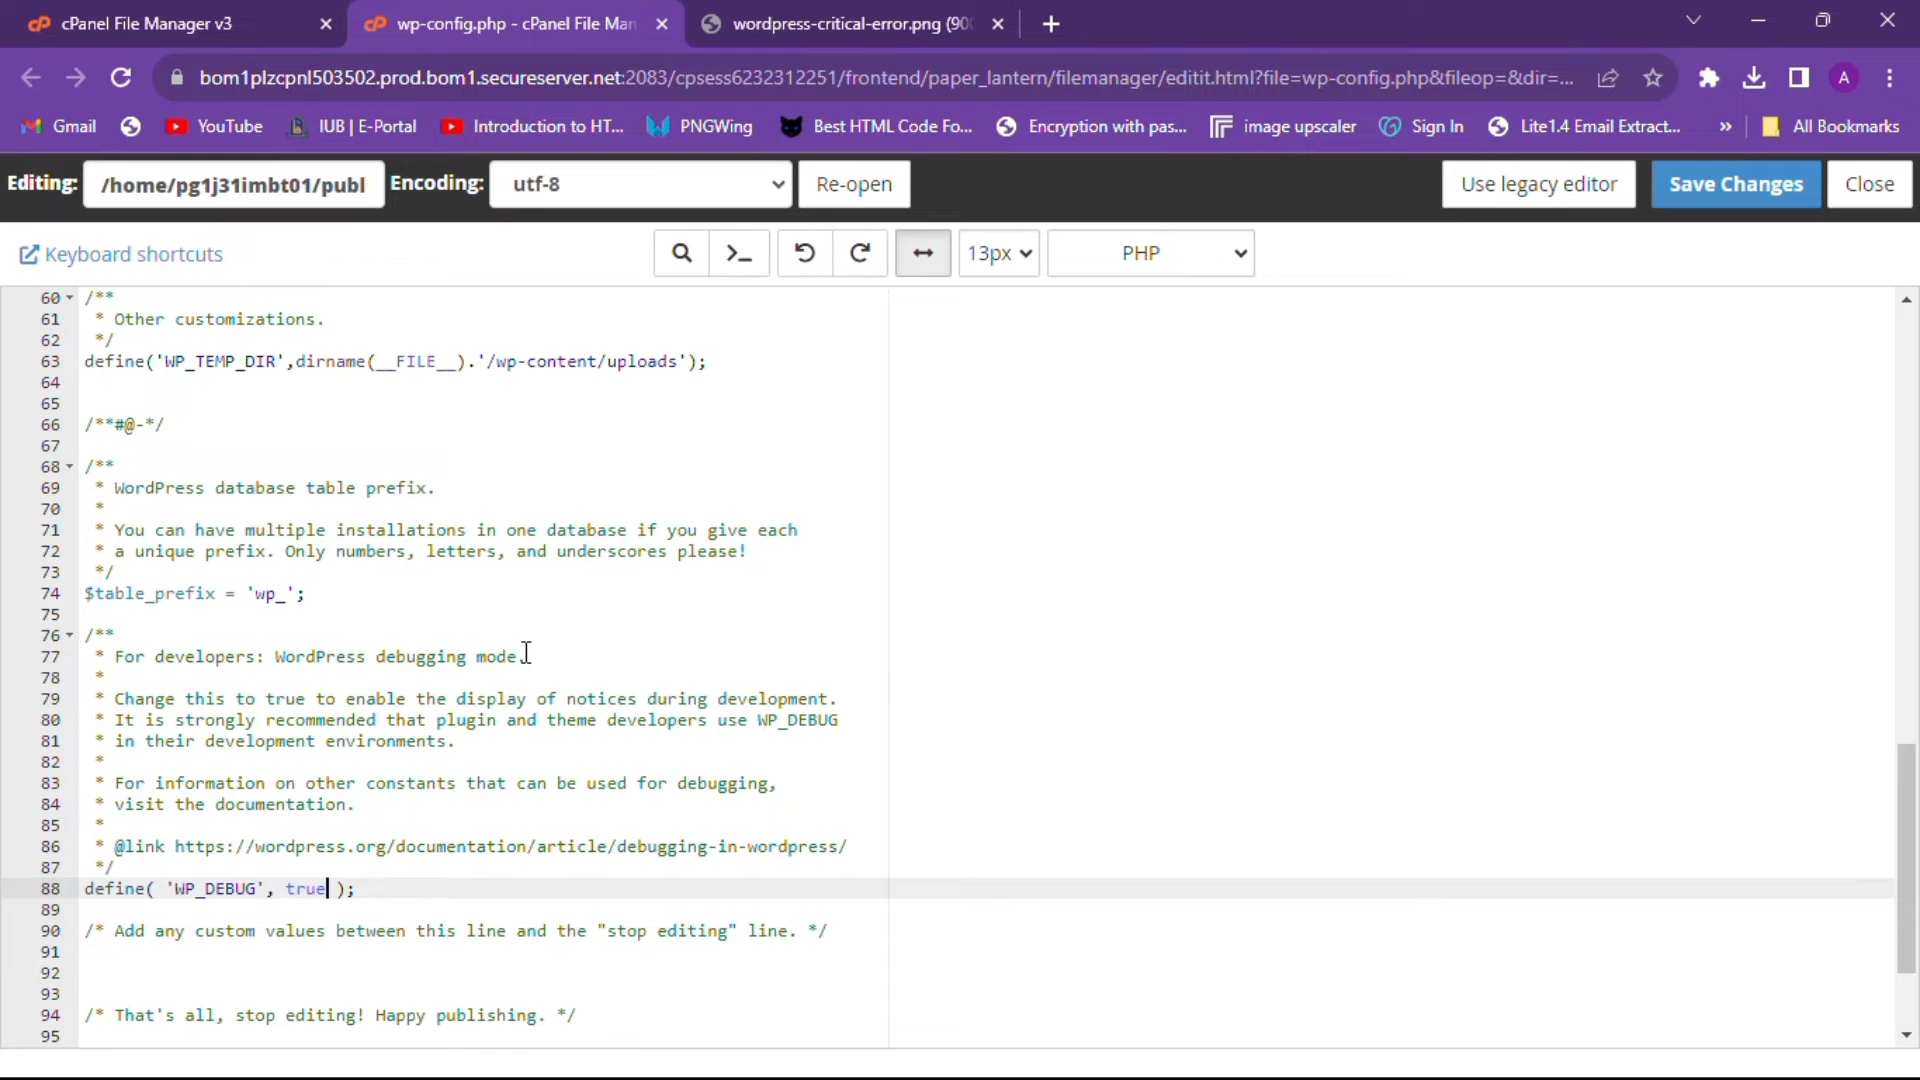 cPanel File Manager v3
wp-config.php - cPanel File Man
wordpress-critical-error.png (900
bom1plzcpnl503502.prod.bom1.secureserver.net:2083/cpsess6232312251/frontend/paper_lantern/filemanager/editit.html?file=wp-config.php&fileop=&dir=...
A
Gmail
YouTube
IUB | E-Portal
Introduction to HT...
PNGWing
Best HTML Code Fo...
Encryption with pas...
image upscaler
Sign In
Lite1.4 Email Extract...
»
All Bookmarks
Editing:
/home/pg1j31imbt01/publ
Encoding:
utf-8
Re-open
Use legacy editor
Save Changes
Close
Keyboard shortcuts
13px
PHP
60 /**
61 * Other customizations.
62 */
63 define('WP_TEMP_DIR',dirname(__FILE__).'/wp-content/uploads');
64
65
66 /**#@-*/
67
68 /**
69 * WordPress database table prefix.
70 *
71 * You can have multiple installations in one database if you give each
72 * a unique prefix. Only numbers, letters, and underscores please!
73 */
74 $table_prefix = 'wp_';
75
76 /**
77 * For developers: WordPress debugging mode.
78 *
79 * Change this to true to enable the display of notices during development.
80 * It is strongly recommended that plugin and theme developers use WP_DEBUG
81 * in their development environments.
82 *
83 * For information on other constants that can be used for debugging,
84 * visit the documentation.
85 *
86 * @link https://wordpress.org/documentation/article/debugging-in-wordpress/
87 */
88 define( 'WP_DEBUG', true );
89
90 /* Add any custom values between this line and the "stop editing" line. */
91
92
93
94 /* That's all, stop editing! Happy publishing. */
95